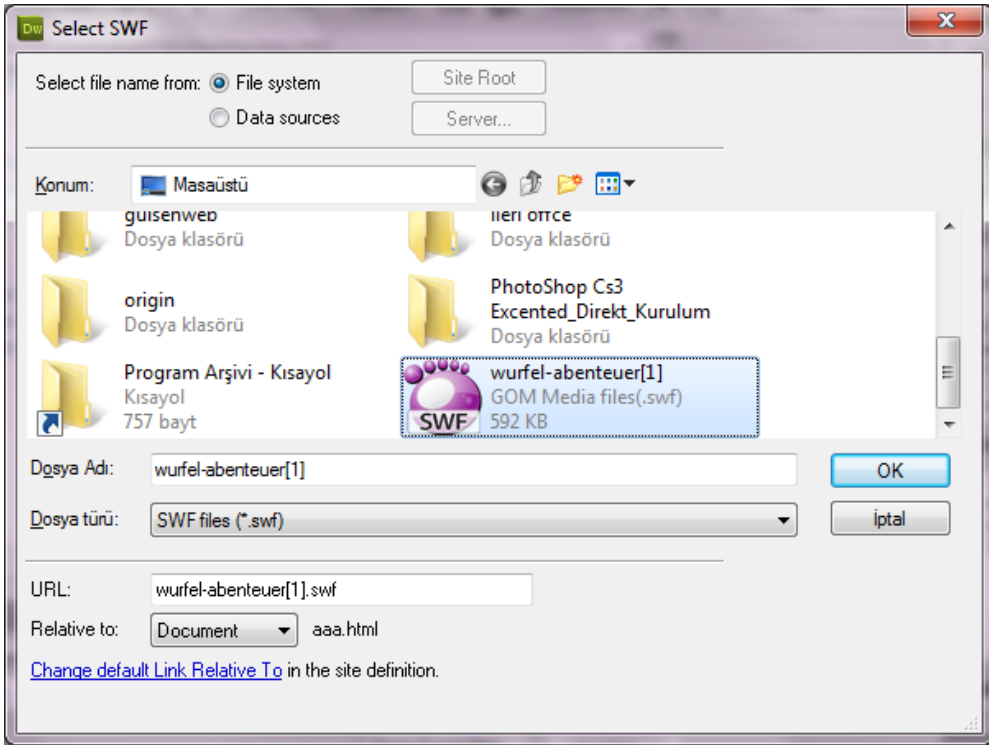 Dw Select SWF
Select file name from: File system Site Root
Data sources Server...
Konum: Masaüstü
gulsenweb
Dosya klasörü
ileri offce
Dosya klasörü
origin
Dosya klasörü
PhotoShop Cs3
Excented_Direkt_Kurulum
Dosya klasörü
Program Arşivi - Kısayol
Kısayol
757 bayt
SWF
wurfel-abenteuer[1]
GOM Media files(.swf)
592 KB
Dosya Adı: wurfel-abenteuer[1] OK
Dosya türü: SWF files (*.swf) İptal
URL: wurfel-abenteuer[1].swf
Relative to: Document aaa.html
Change default Link Relative To in the site definition.